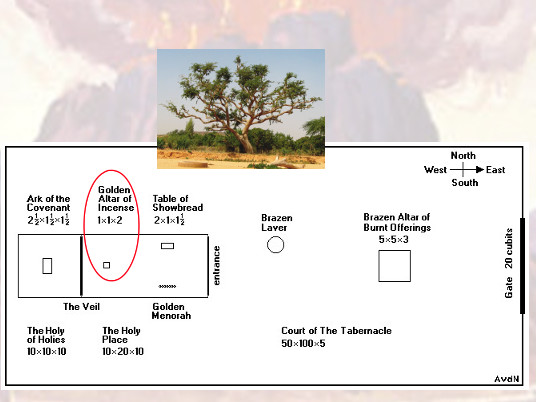 North
West East
South
Ark of the
Covenant
2½×1½×1½
Golden
Altar of
Incense
1×1×2
Table of
Showbread
2×1×1½
Brazen
Laver
Brazen Altar of
Burnt Offerings
5×5×3
entrance
Gate 20 cubits
The Veil
Golden
Menorah
The Holy
of Holies
10×10×10
The Holy
Place
10×20×10
Court of The Tabernacle
50×100×5
AvdN